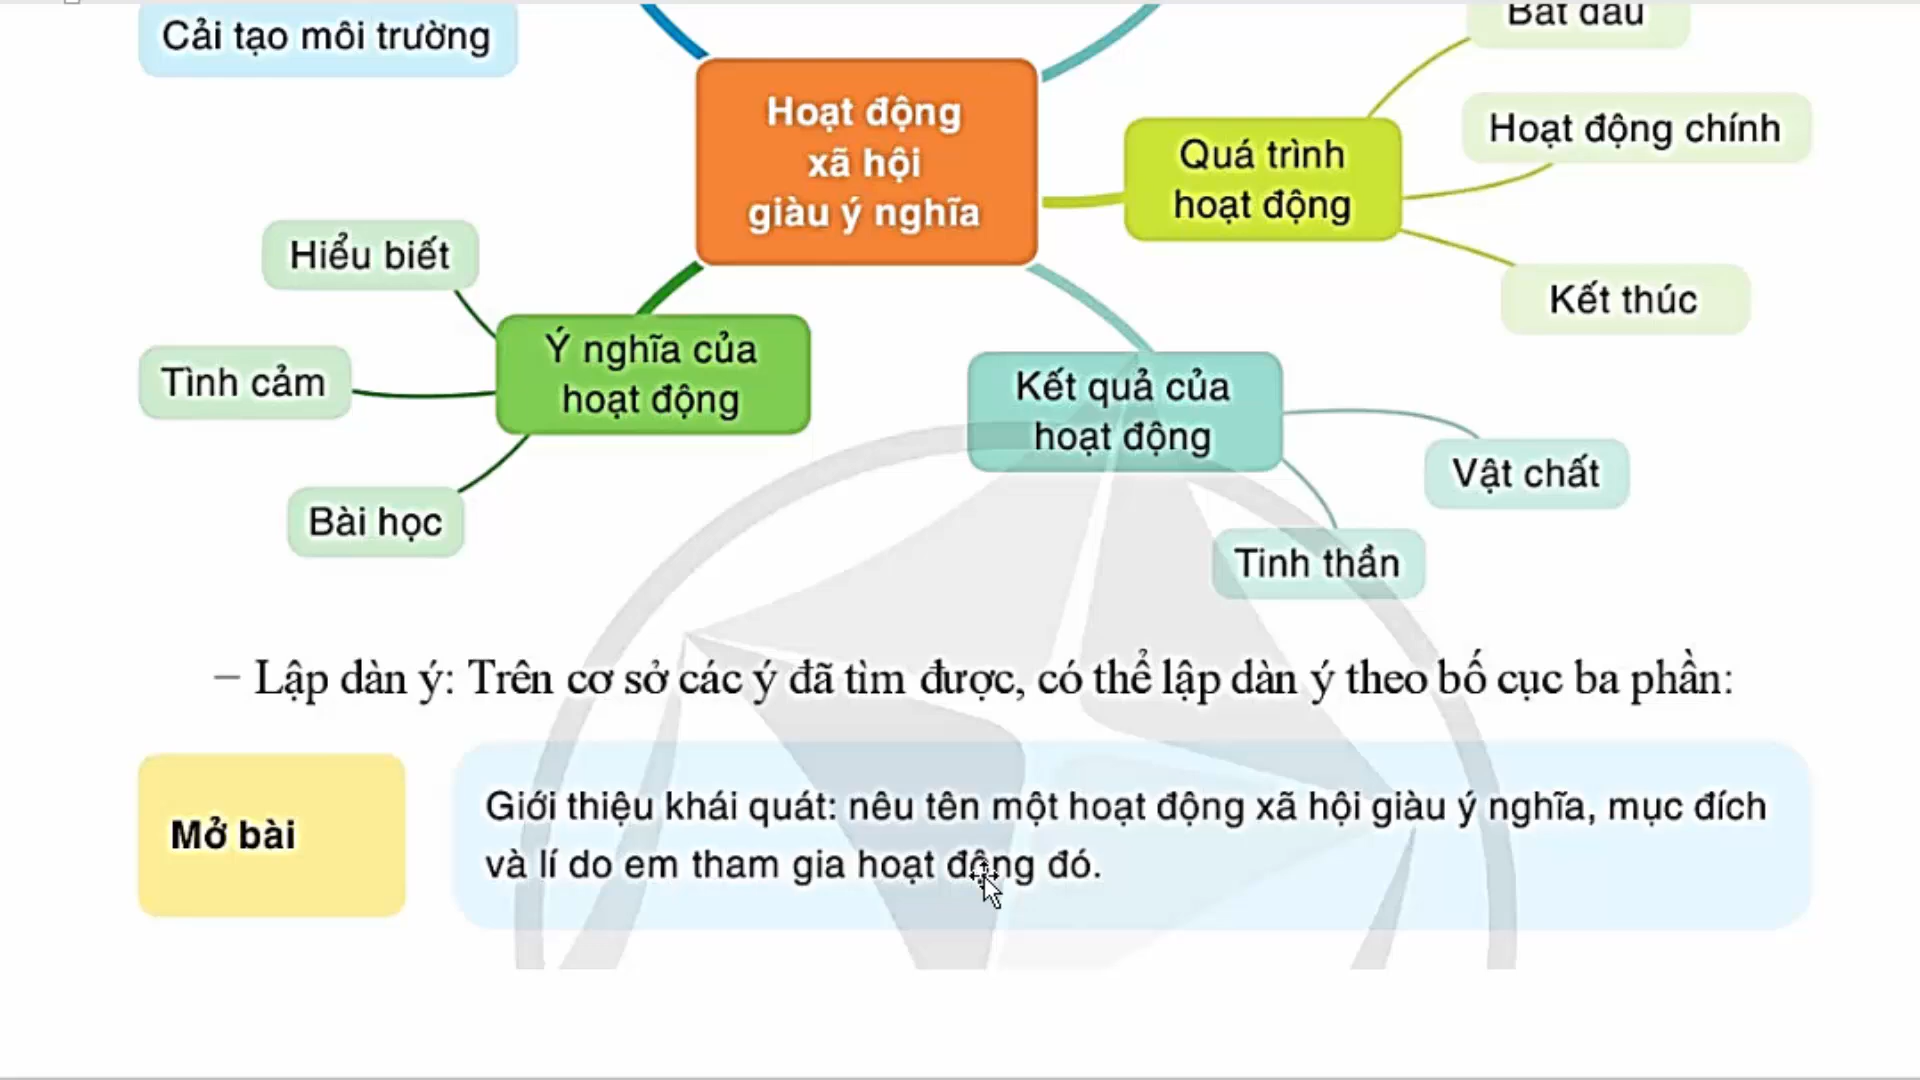 Cải tạo môi trường
Bắt đầu
Hoạt động
xã hội
giàu ý nghĩa
Quá trình
hoạt động
Hoạt động chính
Kết thúc
Hiểu biết
Tình cảm
Bài học
Ý nghĩa của
hoạt động
Kết quả của
hoạt động
Vật chất
Tinh thần
– Lập dàn ý: Trên cơ sở các ý đã tìm được, có thể lập dàn ý theo bố cục ba phần:
Mở bài
Giới thiệu khái quát: nêu tên một hoạt động xã hội giàu ý nghĩa, mục đích
và lí do em tham gia hoạt động đó.